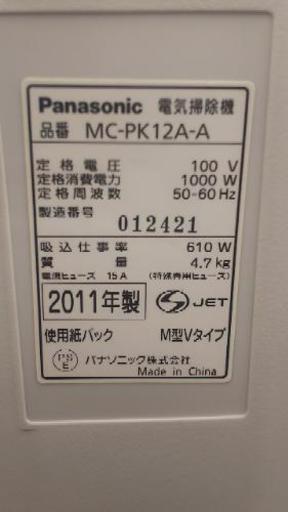 Panasonic 電気掃除機
品番 MC-PK12A-A
定格電圧 100 V
定格消費電力 1000 W
定格周波数 50-60 Hz
製造番号 012421
吸込仕事率 610 W
質量 4.7 kg
電源ヒューズ 15A (特殊専用ヒューズ)
2011年製 S JET
使用紙パック M型Vタイプ
PS E パナソニック株式会社
Made in China